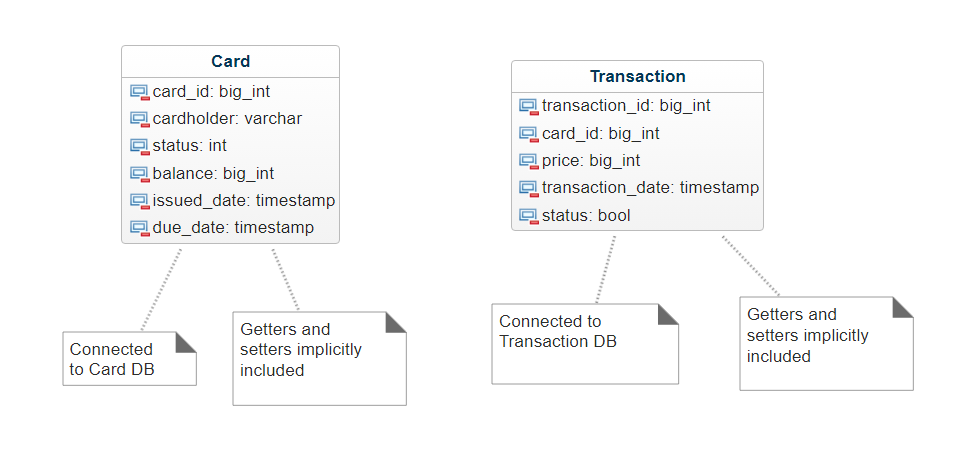 Card
card_id: big_int
cardholder: varchar
status: int
balance: big_int
issued_date: timestamp
due_date: timestamp
Connected
to Card DB
Getters and
setters implicitly
included
Transaction
transaction_id: big_int
card_id: big_int
price: big_int
transaction_date: timestamp
status: bool
Connected to
Transaction DB
Getters and
setters implicitly
included